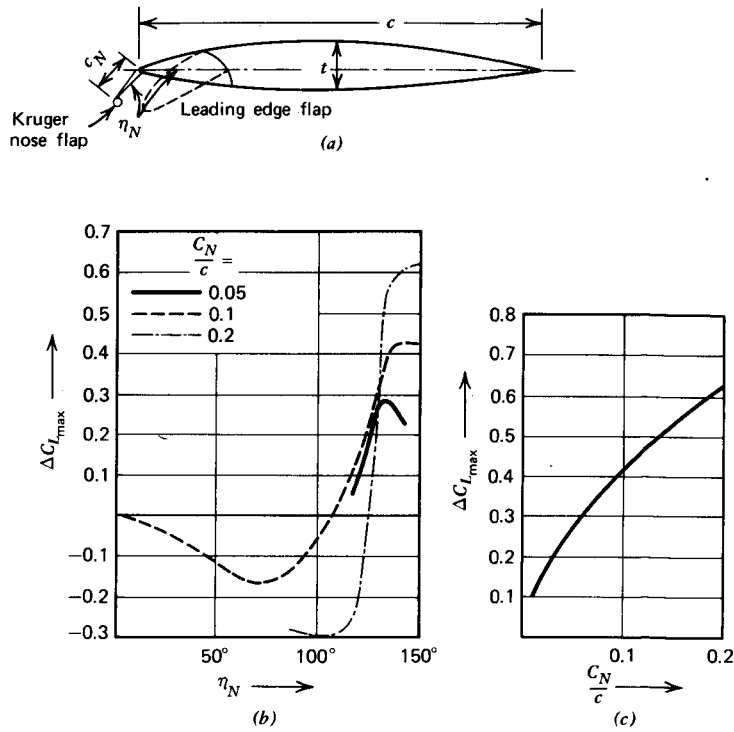 c
t
c_N
η_N
Kruger
nose flap
Leading edge flap
(a)
0.7
0.6
0.5
0.4
0.3
0.2
0.1
−0.1
−0.2
−0.3
ΔC_Lmax
C_N/c =
0.05
0.1
0.2
50°
100°
150°
η_N
(b)
0.8
0.7
0.6
0.5
0.4
0.3
0.2
0.1
ΔC_Lmax
0.1
0.2
C_N/c
(c)